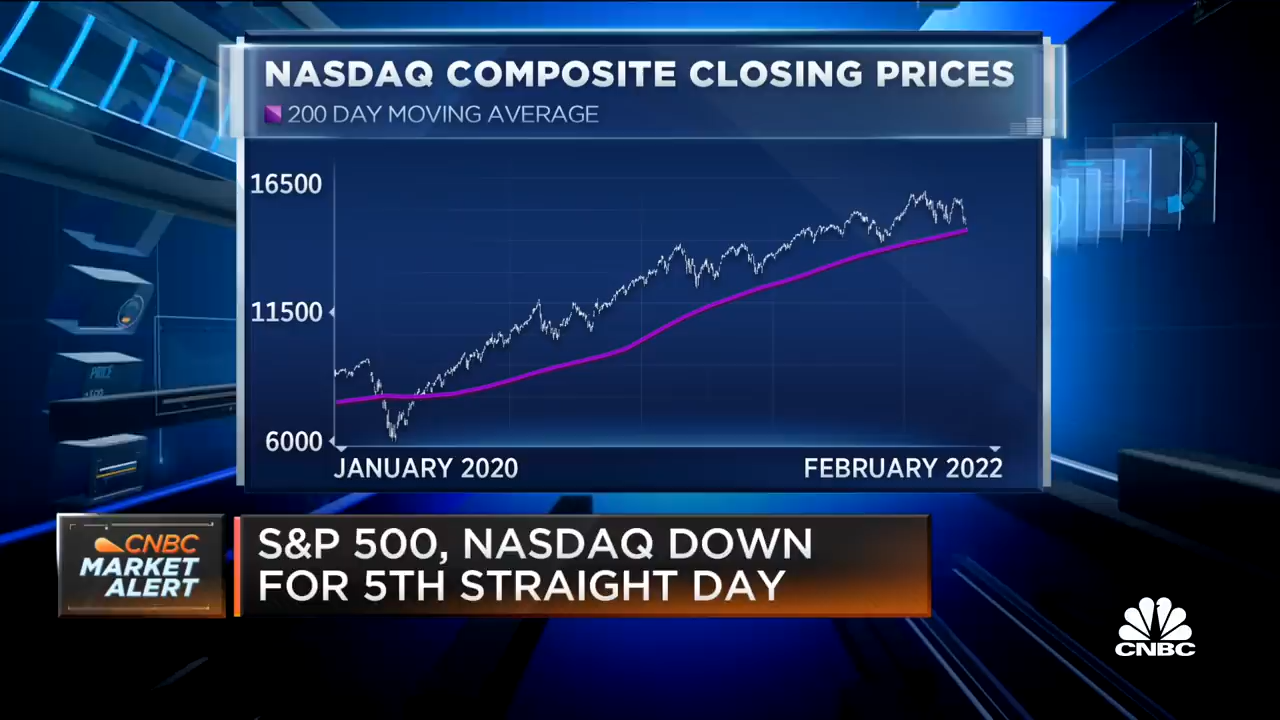 NASDAQ COMPOSITE CLOSING PRICES
200 DAY MOVING AVERAGE
16500
11500
6000
JANUARY 2020
FEBRUARY 2022
PRICE
CNBC
MARKET
ALERT
S&P 500, NASDAQ DOWN
FOR 5TH STRAIGHT DAY
CNBC